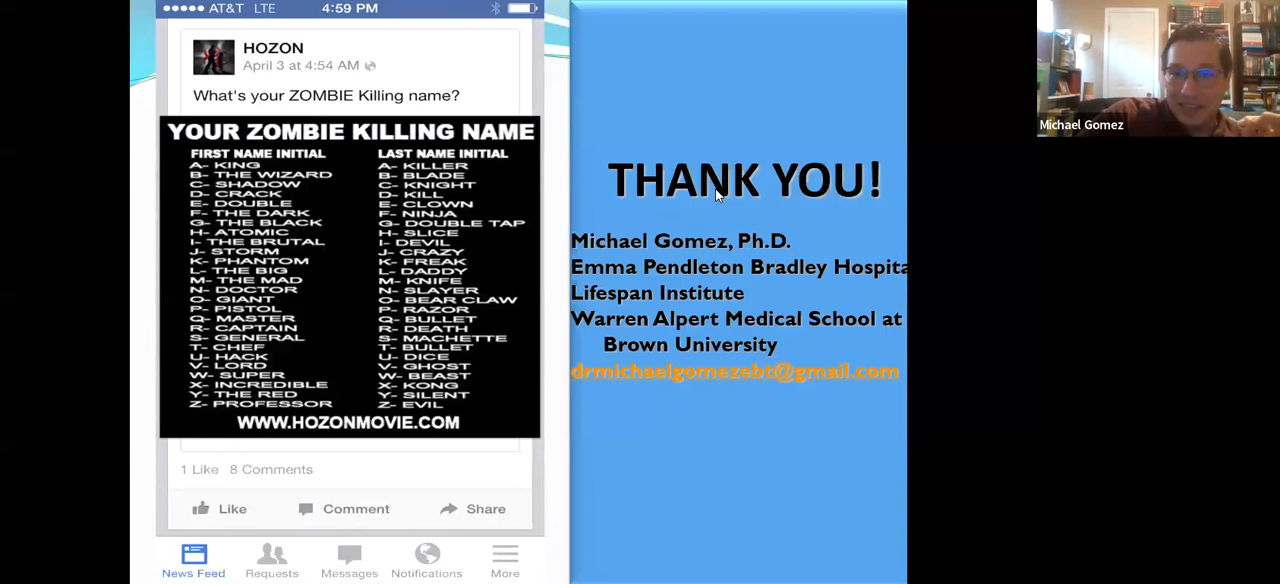 AT&T LTE 4:59 PM
HOZON
April 3 at 4:54 AM
What's your ZOMBIE Killing name?
YOUR ZOMBIE KILLING NAME
FIRST NAME INITIAL
A- KING
B- THE WIZARD
C- SHADOW
D- CRACK
E- DOUBLE
F- THE DARK
G- THE BLACK
H- ATOMIC
I- THE BRUTAL
J- STORM
K- PHANTOM
L- THE BIG
M- THE MAD
N- DOCTOR
O- GIANT
P- PISTOL
Q- MASTER
R- CAPTAIN
S- GENERAL
T- CHEF
U- HACK
V- LORD
W- SUPER
X- INCREDIBLE
Y- THE RED
Z- PROFESSOR
LAST NAME INITIAL
A- KILLER
B- BLADE
C- KNIGHT
D- KILL
E- CLOWN
F- NINJA
G- DOUBLE TAP
H- SLICE
I- DEVIL
J- CRAZY
K- FREAK
L- DADDY
M- KNIFE
N- SLAYER
O- BEAR CLAW
P- RAZOR
Q- BULLET
R- DEATH
S- MACHETTE
T- BULLET
U- DICE
V- GHOST
W- BEAST
X- KONG
Y- SILENT
Z- EVIL
WWW.HOZONMOVIE.COM
1 Like 8 Comments
Like Comment Share
News Feed Requests Messages Notifications More
THANK YOU!
Michael Gomez, Ph.D.
Emma Pendleton Bradley Hospita
Lifespan Institute
Warren Alpert Medical School at
Brown University
drmichaelgomezebt@gmail.com
Michael Gomez